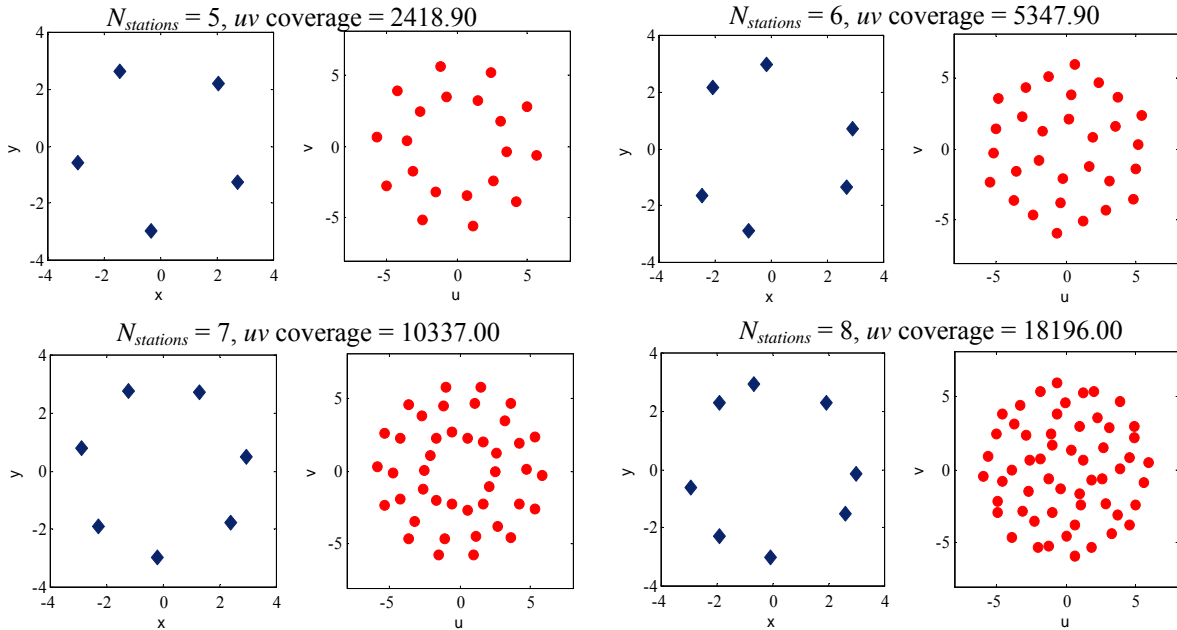 N_stations = 5, uv coverage = 2418.90
4
2
0
-2
-4
y
-4 -2 0 2 4
x
5
0
-5
v
-5 0 5
u
N_stations = 6, uv coverage = 5347.90
4
2
0
-2
-4
y
-4 -2 0 2 4
x
5
0
-5
v
-5 0 5
u
N_stations = 7, uv coverage = 10337.00
4
2
0
-2
-4
y
-4 -2 0 2 4
x
5
0
-5
v
-5 0 5
u
N_stations = 8, uv coverage = 18196.00
4
2
0
-2
-4
y
-4 -2 0 2 4
x
5
0
-5
v
-5 0 5
u